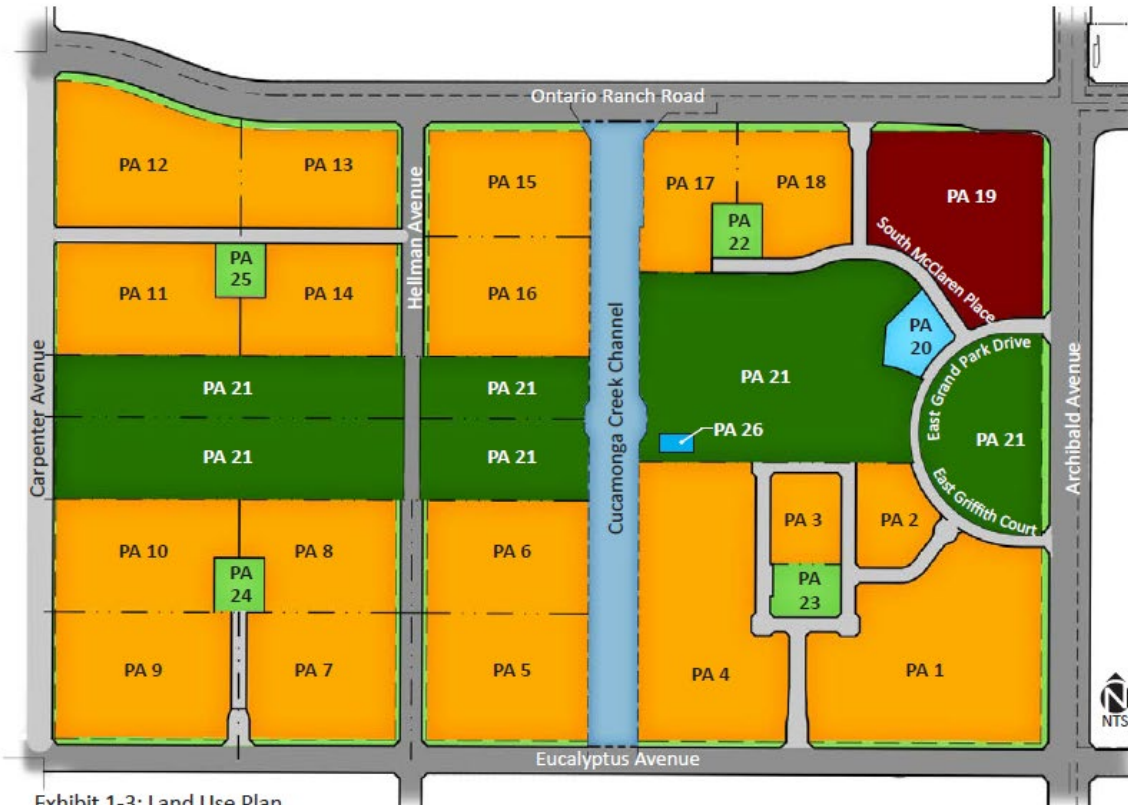 Ontario Ranch Road
PA 12
PA 13
PA 15
PA 17
PA 18
PA 19
Hellman Avenue
South McClaren Place
PA
22
PA
25
PA 11
PA 14
PA 16
Cucamonga Creek Channel
PA
20
East Grand Park Drive
Carpenter Avenue
PA 21
PA 21
PA 21
PA 21
Archibald Avenue
PA 26
PA 21
PA 21
East Griffith Court
PA 10
PA 8
PA 6
PA 3
PA 2
PA
24
PA
23
PA 9
PA 7
PA 5
PA 4
PA 1
N
NTS
Eucalyptus Avenue
Exhibit 1-3: Land Use Plan